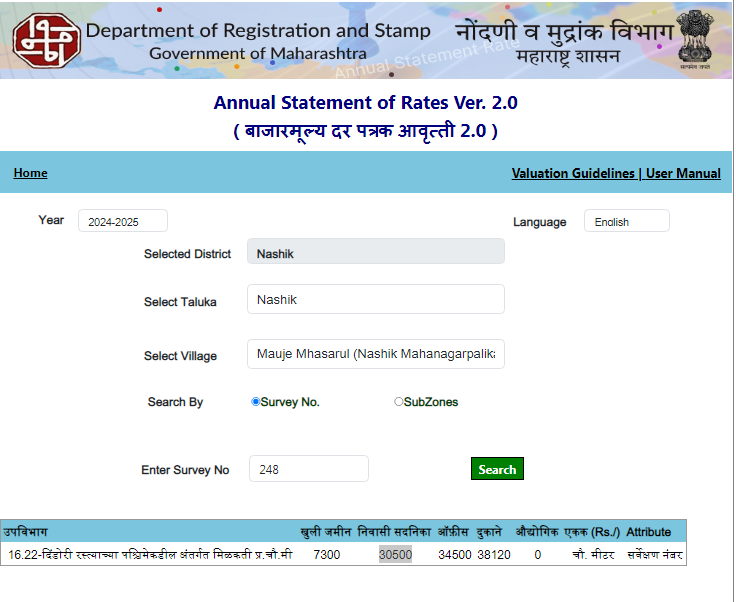 Department of Registration and Stamp
Government of Maharashtra
नोंदणी व मुद्रांक विभाग
महाराष्ट्र शासन
Annual Statement Rate
सत्यमेव जयते
Annual Statement of Rates Ver. 2.0
( बाजारमूल्य दर पत्रक आवृत्ती 2.0 )
Home Valuation Guidelines | User Manual
Year 2024-2025 Language English
Selected District Nashik
Select Taluka Nashik
Select Village Mauje Mhasarul (Nashik Mahanagarpalika
Search By Survey No. SubZones
Enter Survey No 248 Search
उपविभाग खुली जमीन निवासी सदनिका ऑफ़ीस दुकाने औद्योगिक एकक (Rs./) Attribute
16.22-दिंडोरी रस्त्याच्या पश्चिमेकडील अंतर्गत मिळकती प्र.चौ.मी 7300 30500 34500 38120 0 चौ. मीटर सर्वेक्षण नंबर